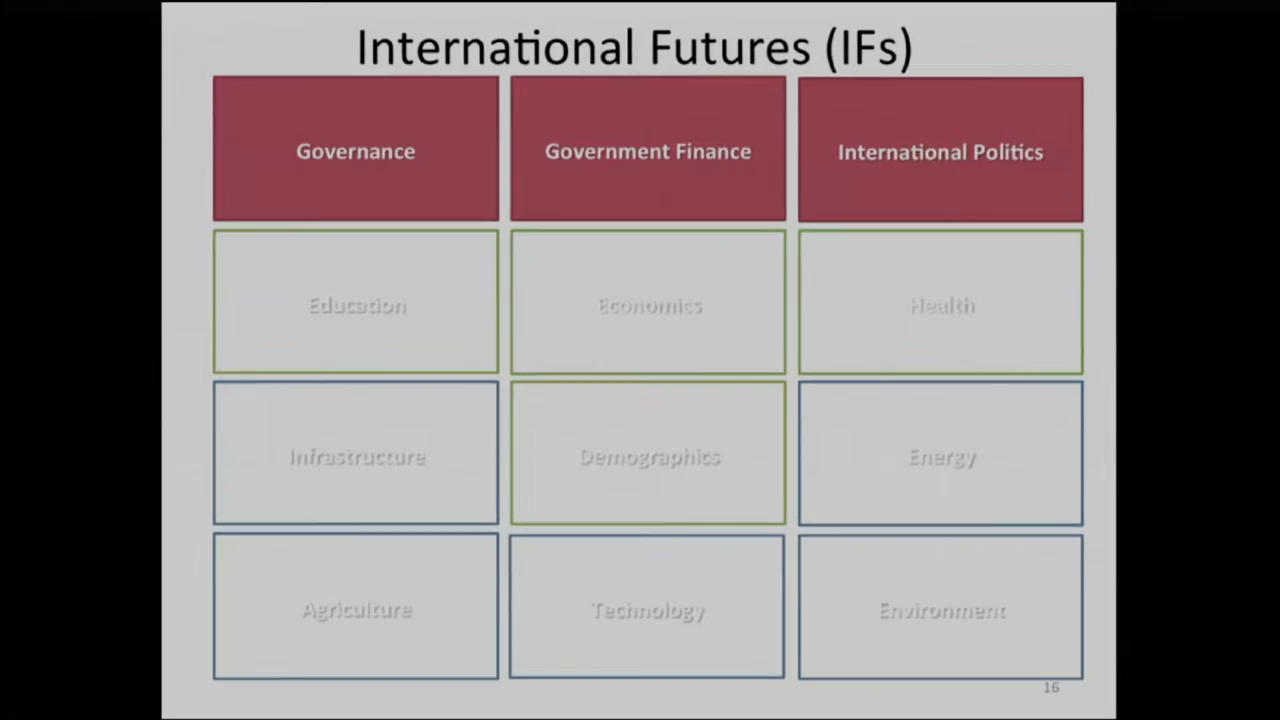 International Futures (IFs)
Governance
Government Finance
International Politics
Education
Economics
Health
Infrastructure
Demographics
Energy
Agriculture
Technology
Environment
16